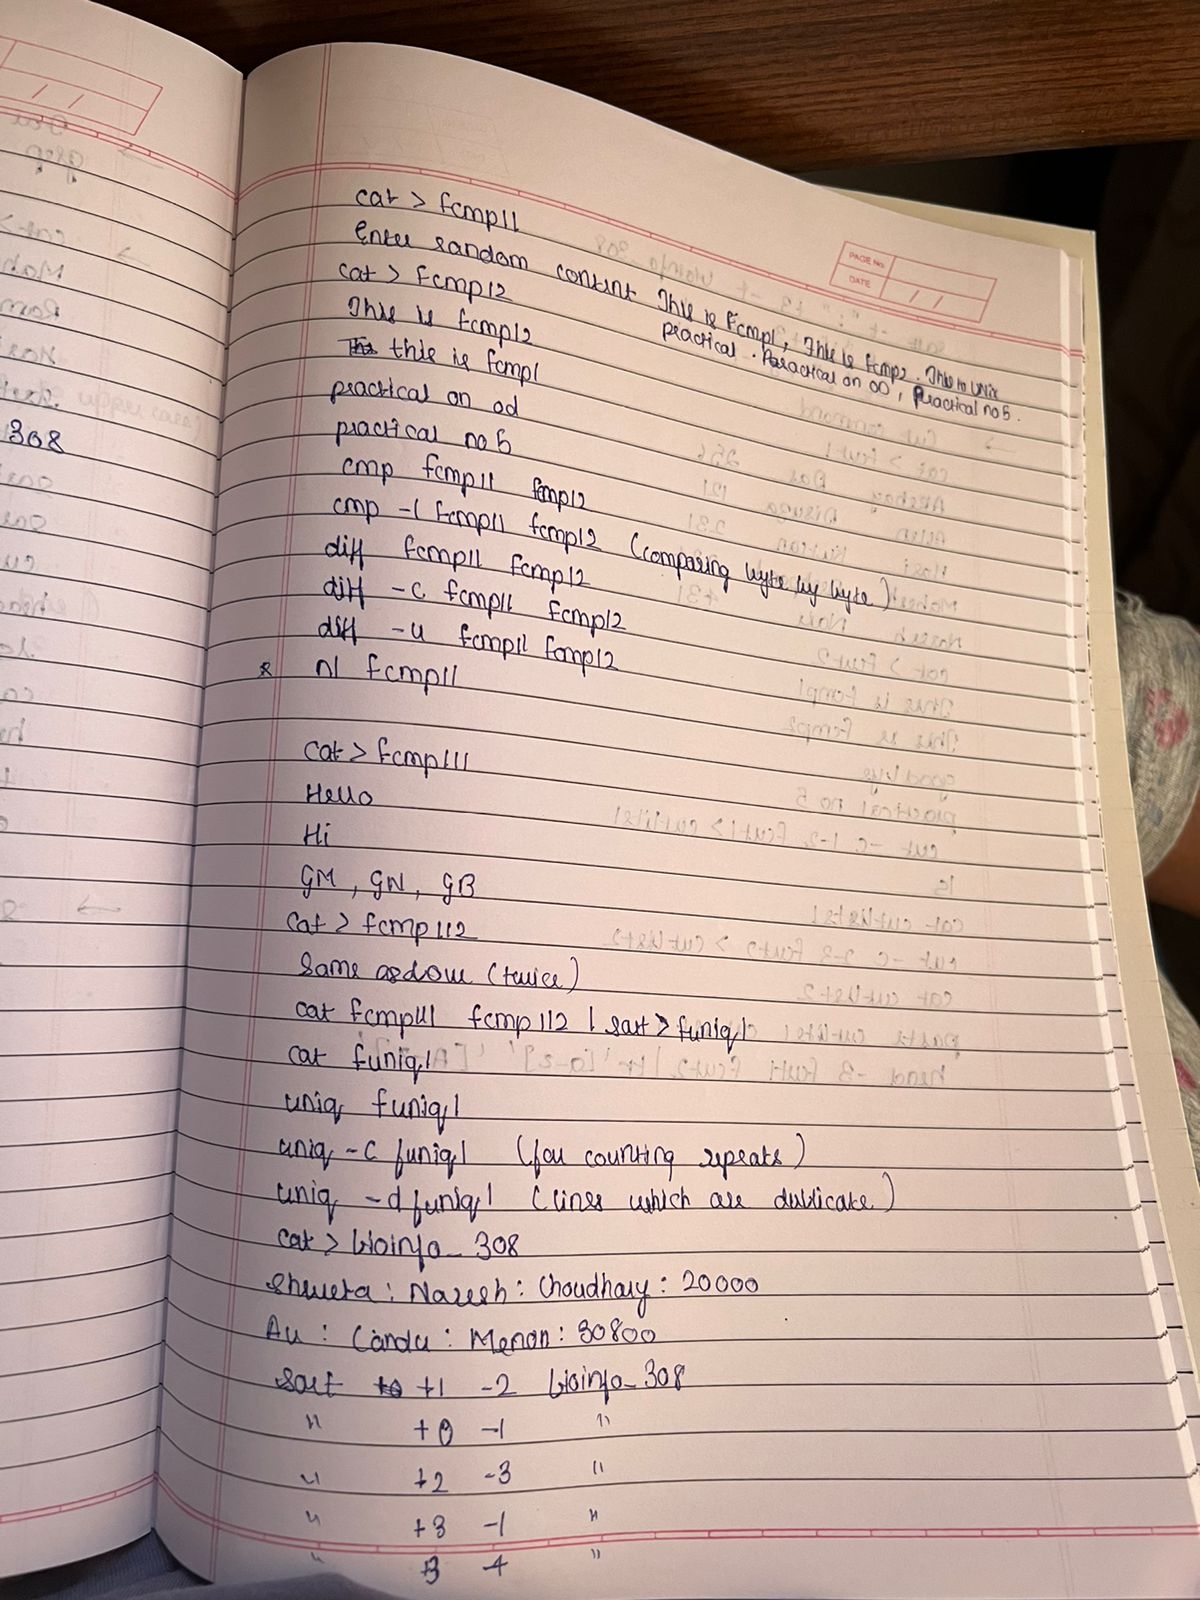 PAGE No.
DATE
cat > fcmp11
Enter random content This is Fcmp1, This is fcmp2. This is Unix
practical. Practical on OD, practical no 5.
cat > fcmp12
This is fcmp12
this is fcmp1
practical on od
practical no 5
cmp fcmp11 fcmp12
cmp -l fcmp11 fcmp12 (comparing byte by byte)
diff fcmp11 fcmp12
diff -c fcmp11 fcmp12
diff -u fcmp11 fcmp12
* nl fcmp11
cat > fcmp111
Hello
Hi
GM, GN, GB
cat > fcmp112
Same as above (twice)
cat fcmp111 fcmp112 | sort > funiq1
cat funiq1
uniq funiq1
uniq -c funiq1 (for counting repeats)
uniq -d funiq1 (lines which are dublicate)
cat > bioinfo_308
Shweta : Naresh : Choudhary : 20000
: Menon : 30800
sort +1 -2 bioinfo_308
" +0 -1 "
" +2 -3 "
" +3 -1 "
" 3 -4 "
308